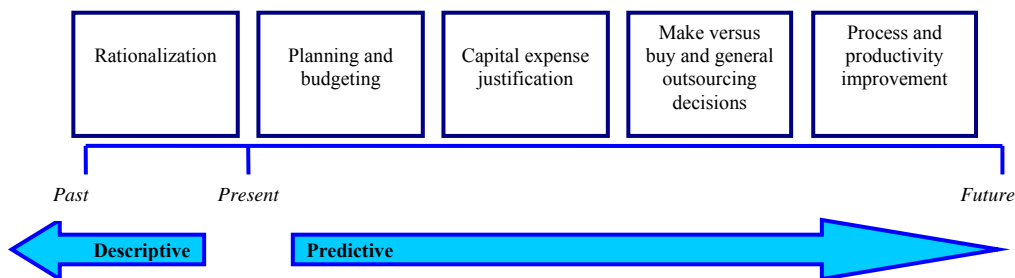 Rationalization
Planning and
budgeting
Capital expense
justification
Make versus
buy and general
outsourcing
decisions
Process and
productivity
improvement
Past
Present
Future
Descriptive
Predictive